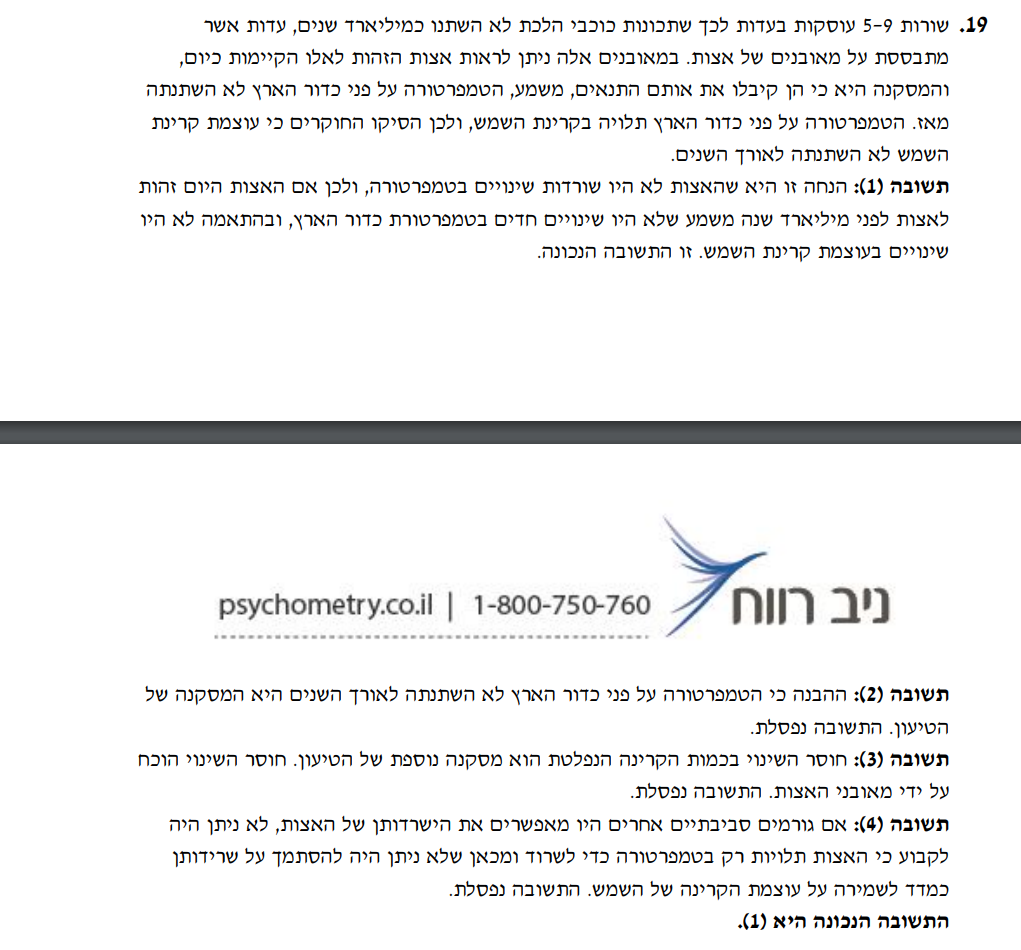 19. שורות 5–9 עוסקות בעדות לכך שתכונות כוכבי הלכת לא השתנו כמיליארד שנים, עדות אשר
מתבססת על מאובנים של אצות. במאובנים אלה ניתן לראות אצות הזהות לאלו הקיימות כיום,
והמסקנה היא כי הן קיבלו את אותם התנאים, משמע, הטמפרטורה על פני כדור הארץ לא השתנתה
מאז. הטמפרטורה על פני כדור הארץ תלויה בקרינת השמש, ולכן הסיקו החוקרים כי עוצמת קרינת
השמש לא השתנתה לאורך השנים.
תשובה (1): הנחה זו היא שהאצות לא היו שורדות שינויים בטמפרטורה, ולכן אם האצות היום זהות
לאצות לפני מיליארד שנה משמע שלא היו שינויים חדים בטמפרטורת כדור הארץ, ובהתאמה לא היו
שינויים בעוצמת קרינת השמש. זו התשובה הנכונה.
ניב רווח
psychometry.co.il | 1-800-750-760
תשובה (2): ההבנה כי הטמפרטורה על פני כדור הארץ לא השתנתה לאורך השנים היא המסקנה של
הטיעון. התשובה נפסלת.
תשובה (3): חוסר השינוי בכמות הקרינה הנפלטת הוא מסקנה נוספת של הטיעון. חוסר השינוי הוכח
על ידי מאובני האצות. התשובה נפסלת.
תשובה (4): אם גורמים סביבתיים אחרים היו מאפשרים את הישרדותן של האצות, לא ניתן היה
לקבוע כי האצות תלויות רק בטמפרטורה כדי לשרוד ומכאן שלא ניתן היה להסתמך על שרידותן
כמדד לשמירה על עוצמת הקרינה של השמש. התשובה נפסלת.
התשובה הנכונה היא (1).